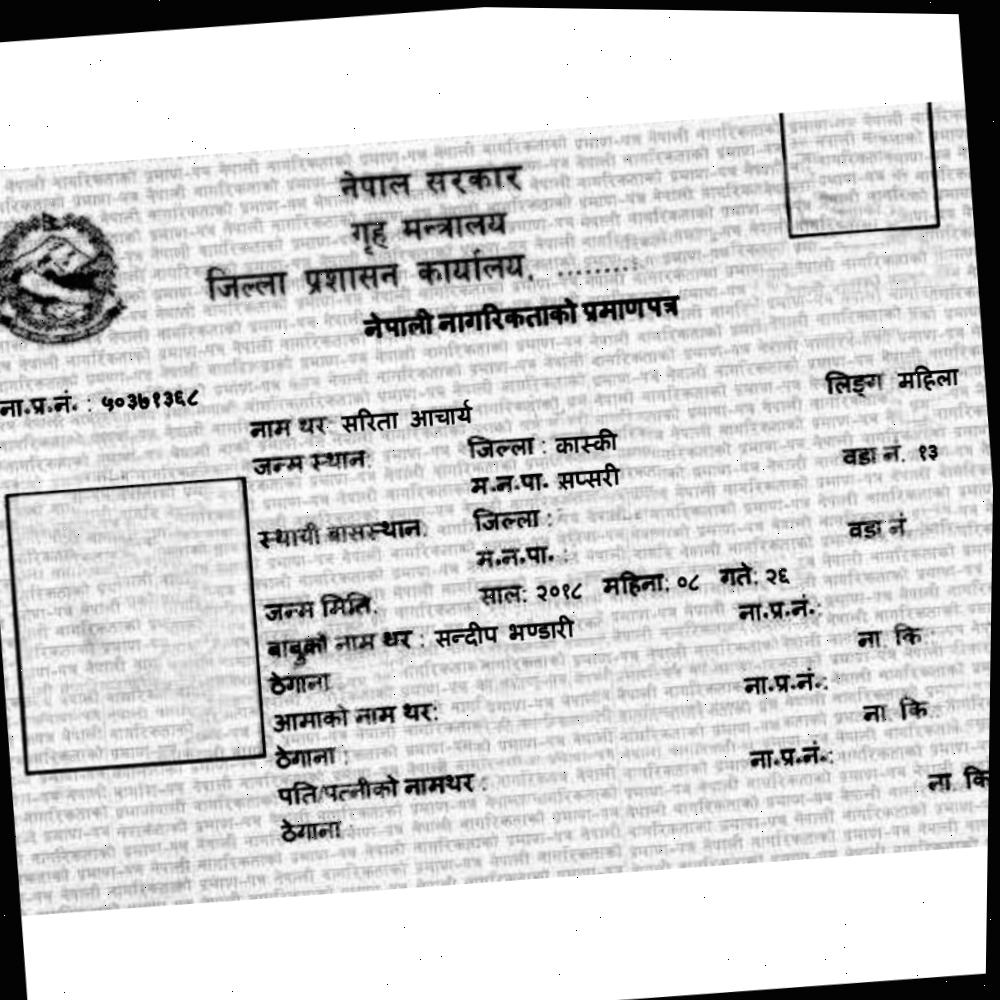 नेपाल सरकार
गृह मन्त्रालय
जिल्ला प्रशासन कार्यालय, ..........
नेपाली नागरिकताको प्रमाणपत्र
ना.प्र.नं. : ५०३७१३६८
लिङ्ग महिला
नाम थर सरिता आचार्य
जन्म स्थान: जिल्ला : कास्की
म.न.पा. सप्सरी वडा नं. १३
स्थायी बासस्थान: जिल्ला :
म.न.पा. : वडा नं
जन्म मिति: साल: २०१८ महिना: ०८ गते: २६
बाबुको नाम थर : सन्दीप भण्डारी ना.प्र.नं.:
ठेगाना ना. कि.
आमाको नाम थर: ना.प्र.नं.:
ठेगाना : ना. कि.
पति/पत्नीको नामथर : ना.प्र.नं.:
ठेगाना : ना. कि